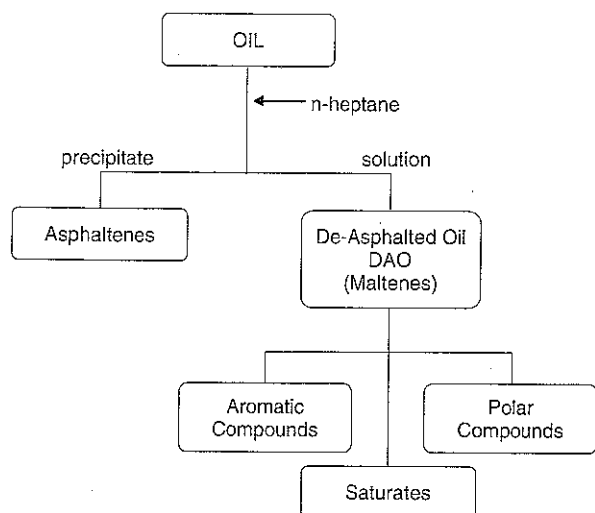 OIL
n-heptane
precipitate
solution
Asphaltenes
De-Asphalted Oil
DAO
(Maltenes)
Aromatic
Compounds
Polar
Compounds
Saturates